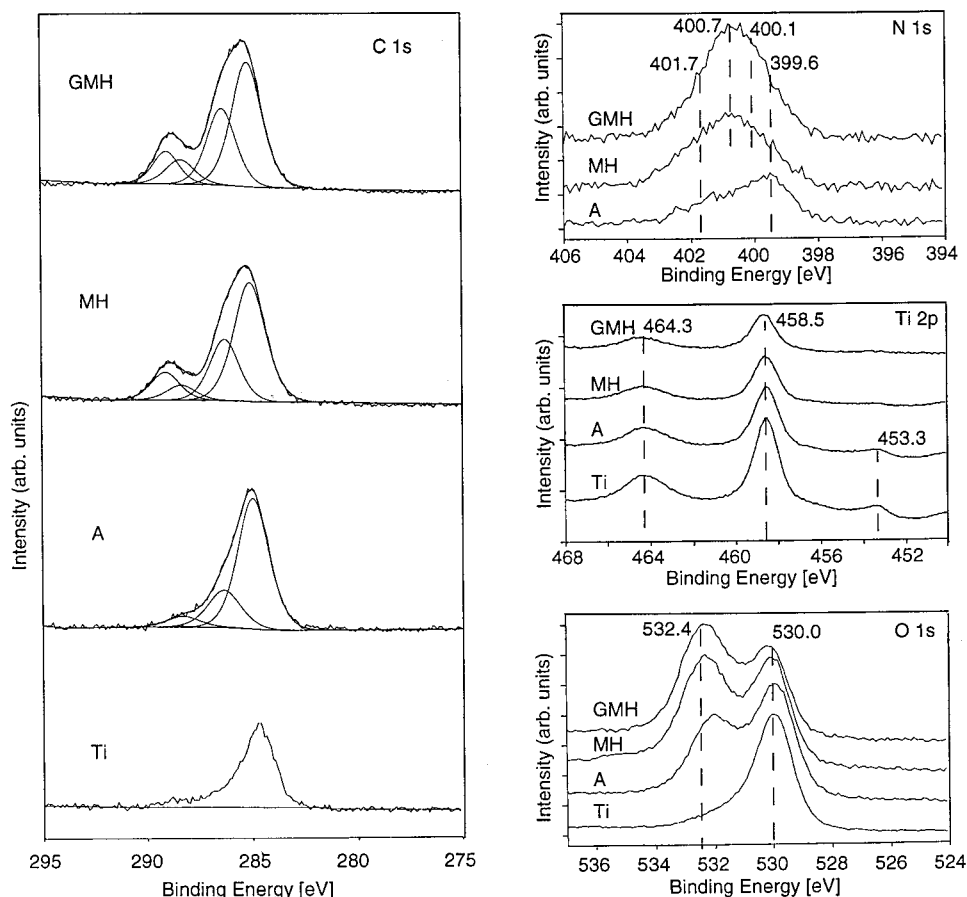 C 1s
GMH
MH
A
Ti
Intensity (arb. units)
295 290 285 280 275
Binding Energy [eV]
400.7 400.1 N 1s
401.7 399.6
GMH
MH
A
Intensity (arb. units)
406 404 402 400 398 396 394
Binding Energy [eV]
GMH 464.3 458.5 Ti 2p
MH
A 453.3
Ti
Intensity (arb. units)
468 464 460 456 452
Binding Energy [eV]
532.4 530.0 O 1s
GMH
MH
A
Ti
Intensity (arb. units)
536 534 532 530 528 526 524
Binding Energy [eV]